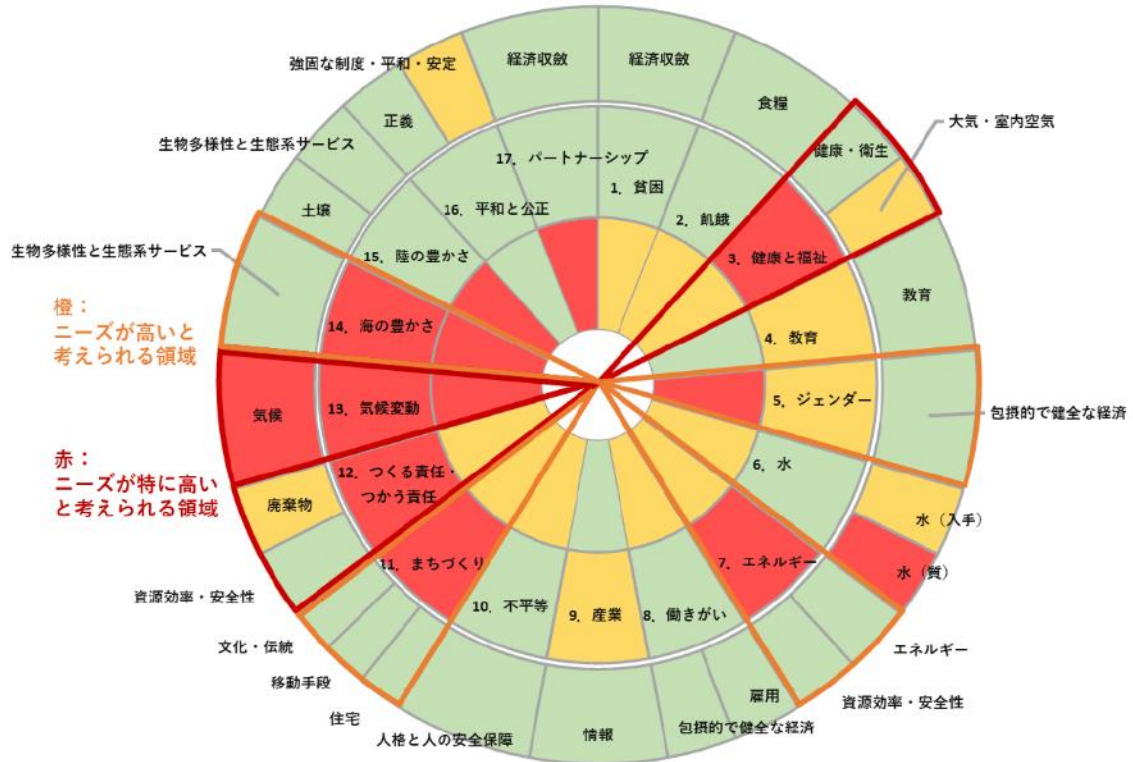 強固な制度・平和・安定
経済収斂
経済収斂
食糧
大気・室内空気
健康・衛生
正義
生物多様性と生態系サービス
17. パートナーシップ
1. 貧困
16. 平和と公正
2. 飢餓
土壌
生物多様性と生態系サービス
15. 陸の豊かさ
3. 健康と福祉
教育
橙：
ニーズが高いと
考えられる領域
14. 海の豊かさ
4. 教育
気候
13. 気候変動
5. ジェンダー
包摂的で健全な経済
赤：
ニーズが特に高い
と考えられる領域
12. つくる責任・
つかう責任
6. 水
廃棄物
水（入手）
水（質）
11. まちづくり
7. エネルギー
資源効率・安全性
10. 不平等
9. 産業
8. 働きがい
文化・伝統
エネルギー
移動手段
雇用
資源効率・安全性
住宅
人格と人の安全保障
情報
包摂的で健全な経済